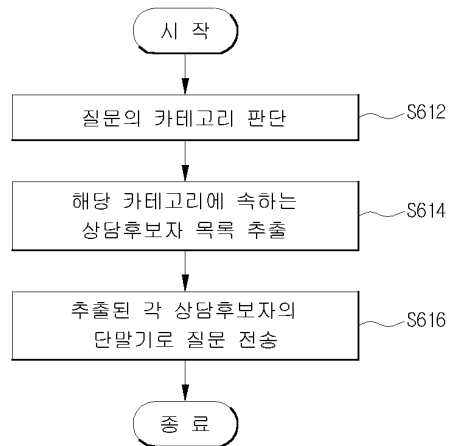 시 작
질문의 카테고리 판단
S612
해당 카테고리에 속하는
상담후보자 목록 추출
S614
추출된 각 상담후보자의
단말기로 질문 전송
S616
종 료